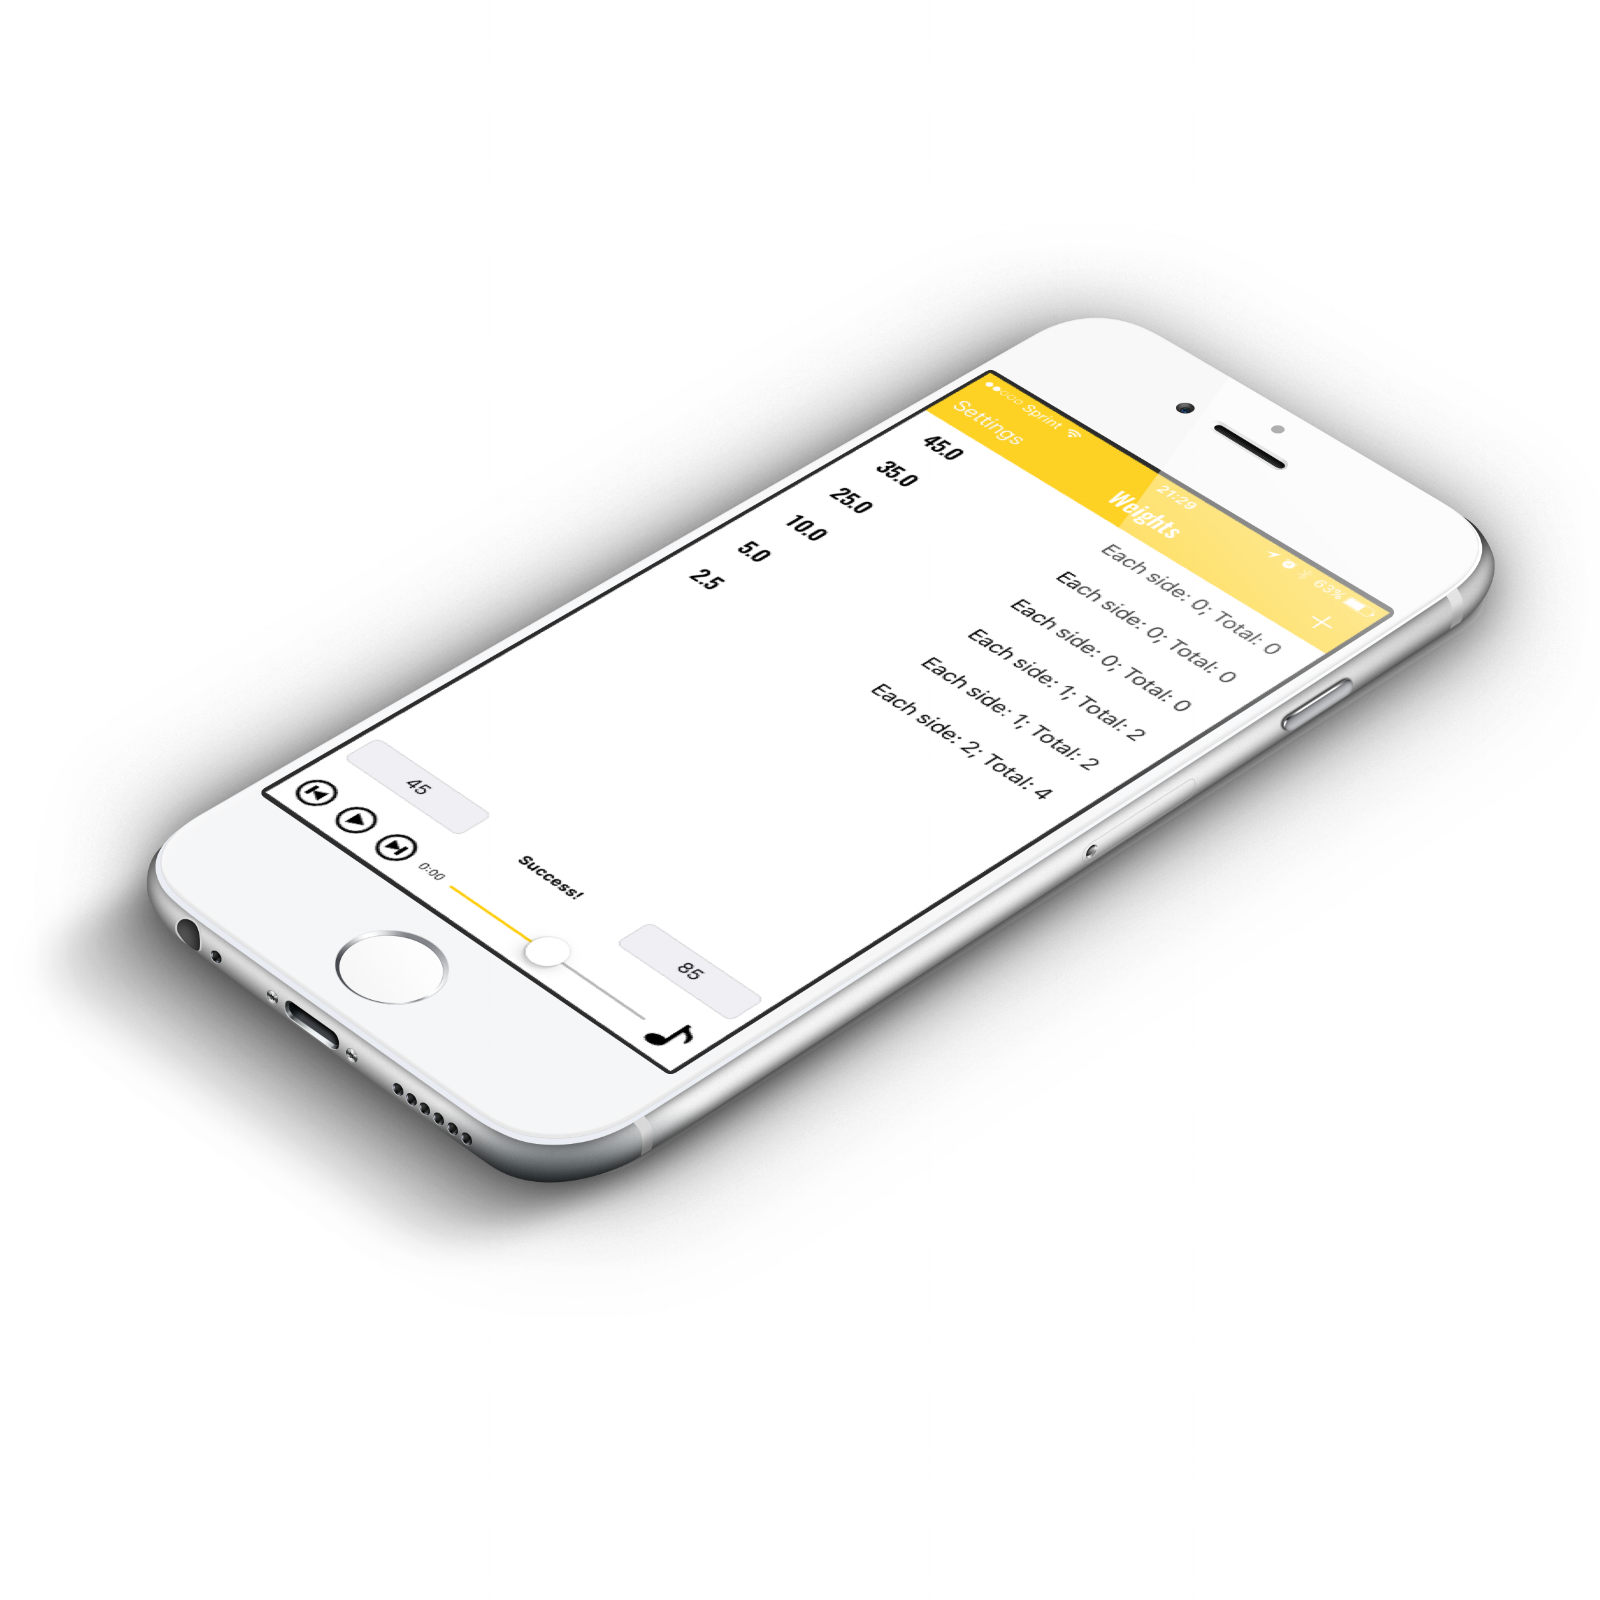 Sprint 21:29 63%
Settings Weights +
45.0 Each side: 0; Total: 0
35.0 Each side: 0; Total: 0
25.0 Each side: 0; Total: 0
10.0 Each side: 1; Total: 2
5.0 Each side: 1; Total: 2
2.5 Each side: 2; Total: 4
45 Success! 85
0:00